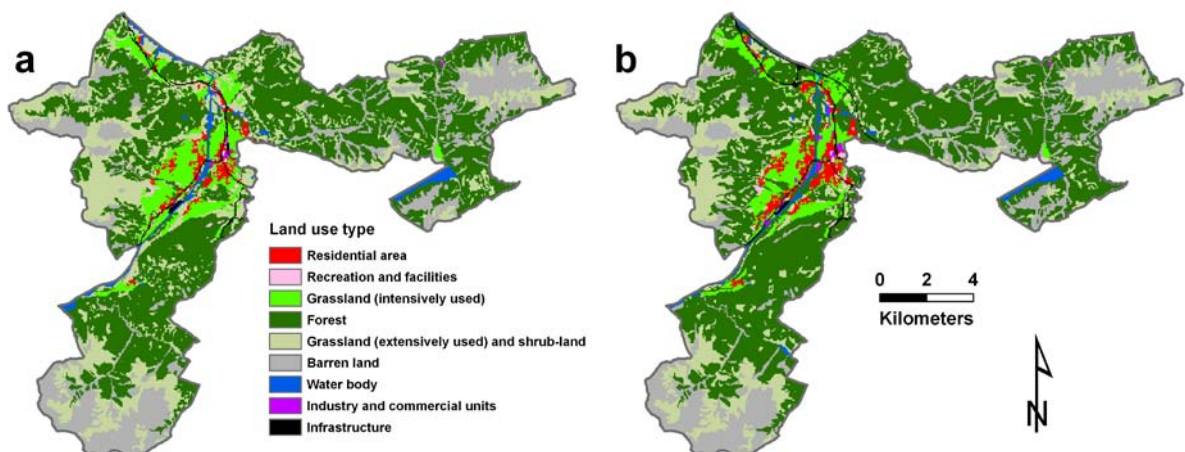 a
b
Land use type
Residential area
Recreation and facilities
Grassland (intensively used)
Forest
Grassland (extensively used) and shrub-land
Barren land
Water body
Industry and commercial units
Infrastructure
0 2 4
Kilometers
N